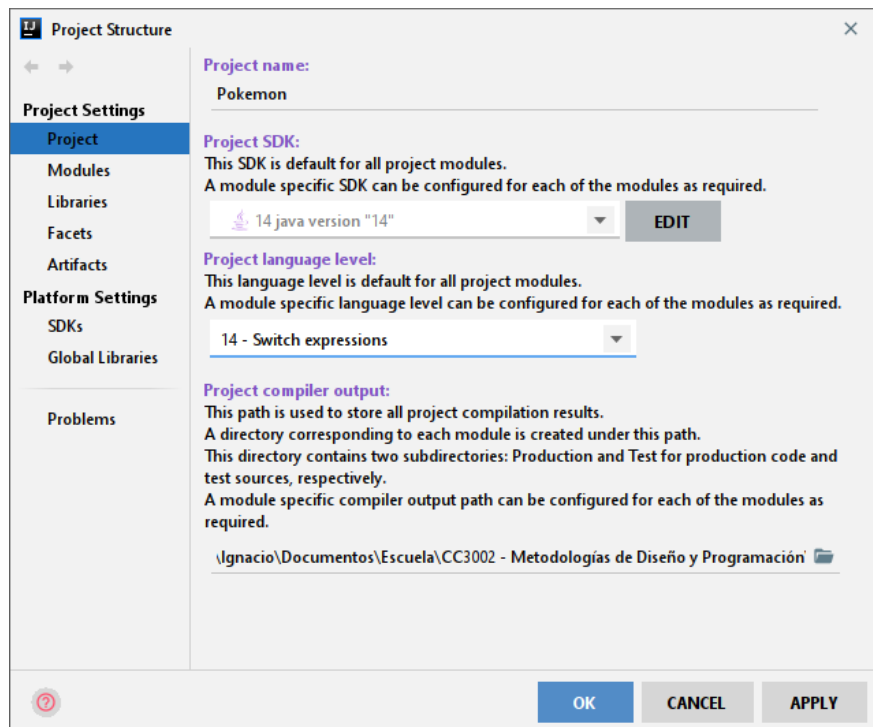 IJ
Project Structure
Project Settings
Project
Modules
Libraries
Facets
Artifacts
Platform Settings
SDKs
Global Libraries
Problems
Project name:
Pokemon
Project SDK:
This SDK is default for all project modules.
A module specific SDK can be configured for each of the modules as required.
14 java version "14"
EDIT
Project language level:
This language level is default for all project modules.
A module specific language level can be configured for each of the modules as required.
14 - Switch expressions
Project compiler output:
This path is used to store all project compilation results.
A directory corresponding to each module is created under this path.
This directory contains two subdirectories: Production and Test for production code and
test sources, respectively.
A module specific compiler output path can be configured for each of the modules as
required.
\Ignacio\Documentos\Escuela\CC3002 - Metodologías de Diseño y Programación\
?
OK
CANCEL
APPLY